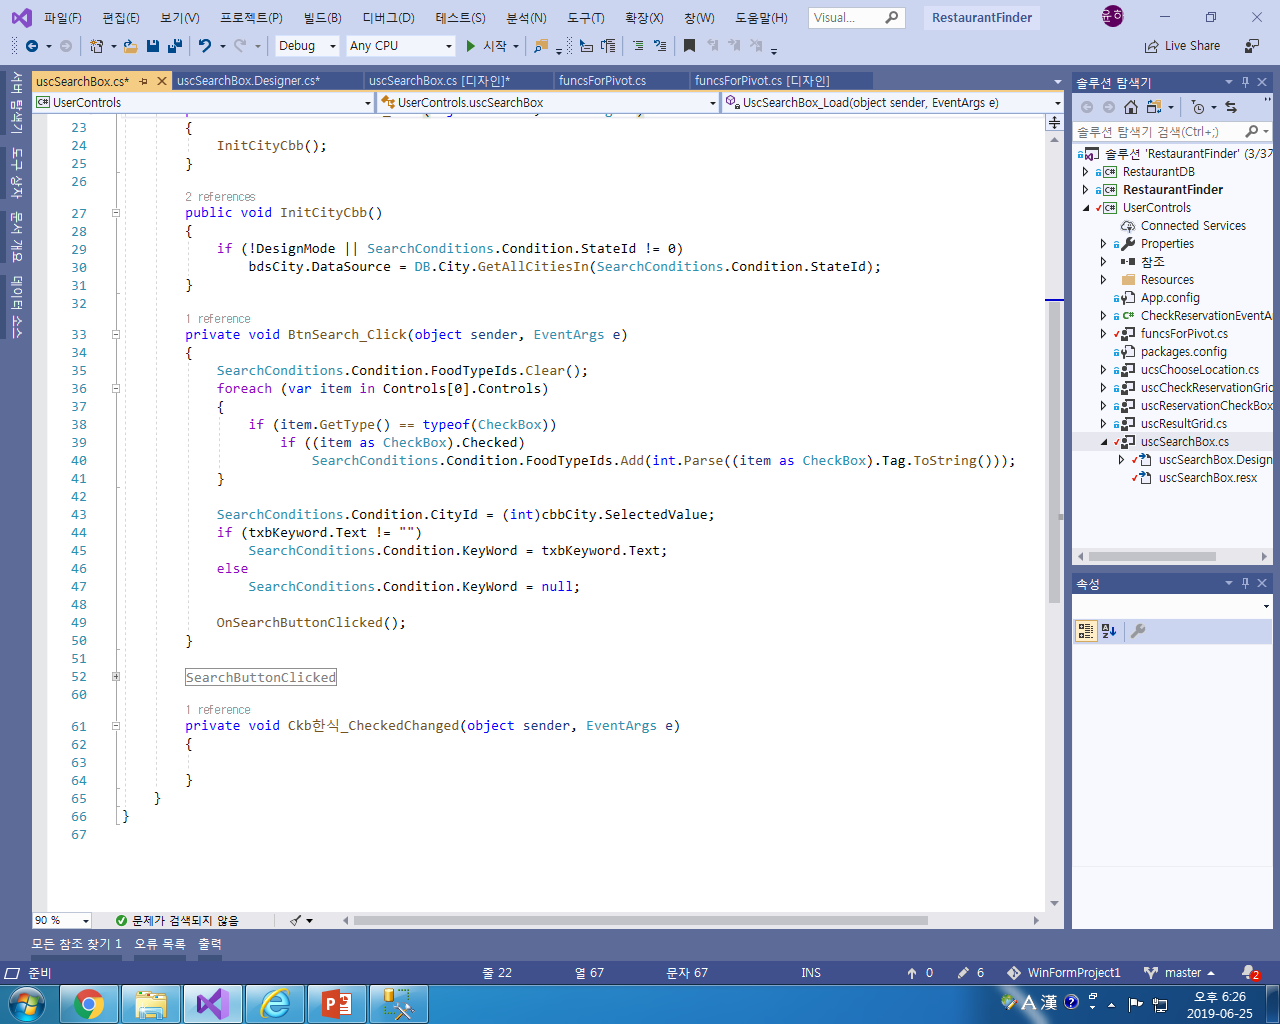 파일(F) 편집(E) 보기(V) 프로젝트(P) 빌드(B) 디버그(D) 테스트(S) 분석(N) 도구(T) 확장(X) 창(W) 도움말(H) Visual... RestaurantFinder 윤하
Debug Any CPU 시작 Live Share
서버 탐색기
도구 상자
문서 개요
데이터 소스
uscSearchBox.cs* uscSearchBox.Designer.cs* uscSearchBox.cs [디자인]* funcsForPivot.cs funcsForPivot.cs [디자인]
UserControls UserControls.uscSearchBox UscSearchBox_Load(object sender, EventArgs e)
23 {
24 InitCityCbb();
25 }
26
2 references
27 public void InitCityCbb()
28 {
29 if (!DesignMode || SearchConditions.Condition.StateId != 0)
30 bdsCity.DataSource = DB.City.GetAllCitiesIn(SearchConditions.Condition.StateId);
31 }
32
1 reference
33 private void BtnSearch_Click(object sender, EventArgs e)
34 {
35 SearchConditions.Condition.FoodTypeIds.Clear();
36 foreach (var item in Controls[0].Controls)
37 {
38 if (item.GetType() == typeof(CheckBox))
39 if ((item as CheckBox).Checked)
40 SearchConditions.Condition.FoodTypeIds.Add(int.Parse((item as CheckBox).Tag.ToString()));
41 }
42
43 SearchConditions.Condition.CityId = (int)cbbCity.SelectedValue;
44 if (txbKeyword.Text != "")
45 SearchConditions.Condition.KeyWord = txbKeyword.Text;
46 else
47 SearchConditions.Condition.KeyWord = null;
48
49 OnSearchButtonClicked();
50 }
51
52 SearchButtonClicked
60
1 reference
61 private void Ckb한식_CheckedChanged(object sender, EventArgs e)
62 {
63
64 }
65 }
66 }
67
90 % 문제가 검색되지 않음
솔루션 탐색기
솔루션 탐색기 검색(Ctrl+;)
솔루션 'RestaurantFinder' (3/37
RestaurantDB
RestaurantFinder
UserControls
Connected Services
Properties
참조
Resources
App.config
CheckReservationEventA
funcsForPivot.cs
packages.config
ucsChooseLocation.cs
uscCheckReservationGrid
uscReservationCheckBox
uscResultGrid.cs
uscSearchBox.cs
uscSearchBox.Design
uscSearchBox.resx
속성
모든 참조 찾기 1 오류 목록 출력
준비 줄 22 열 67 문자 67 INS 0 6 WinFormProject1 master 2
A 漢 오후 6:26
2019-06-25